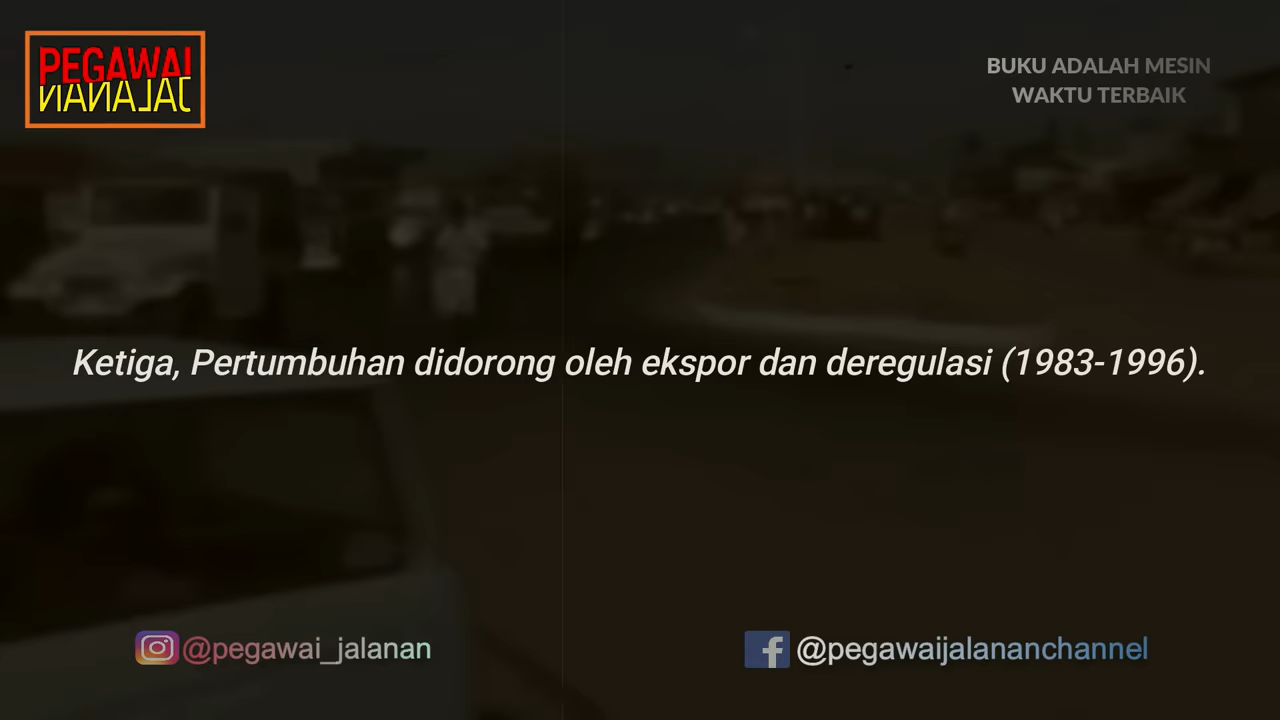 PEGAWAI
JALANAN
BUKU ADALAH MESIN
WAKTU TERBAIK
Ketiga, Pertumbuhan didorong oleh ekspor dan deregulasi (1983-1996).
@pegawai_jalanan
@pegawaijalananchannel